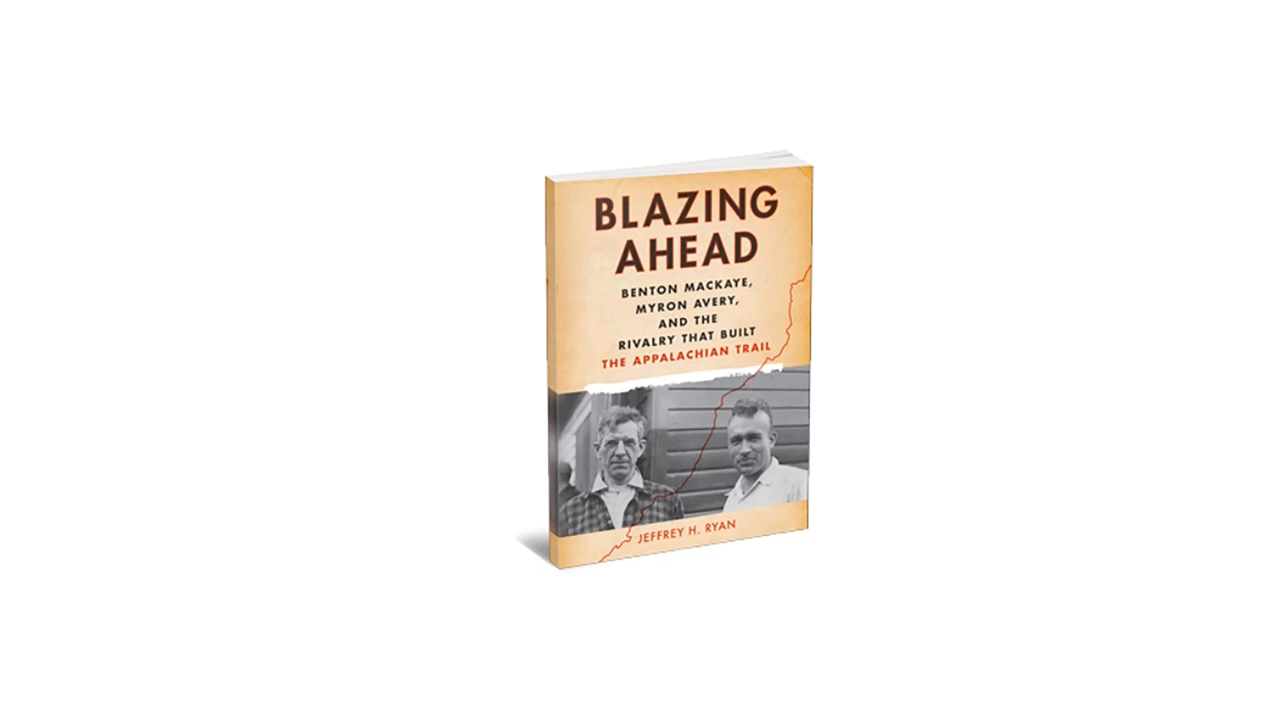 BLAZING
AHEAD
BENTON MACKAYE,
MYRON AVERY,
AND THE
RIVALRY THAT BUILT
THE APPALACHIAN TRAIL
JEFFREY H. RYAN